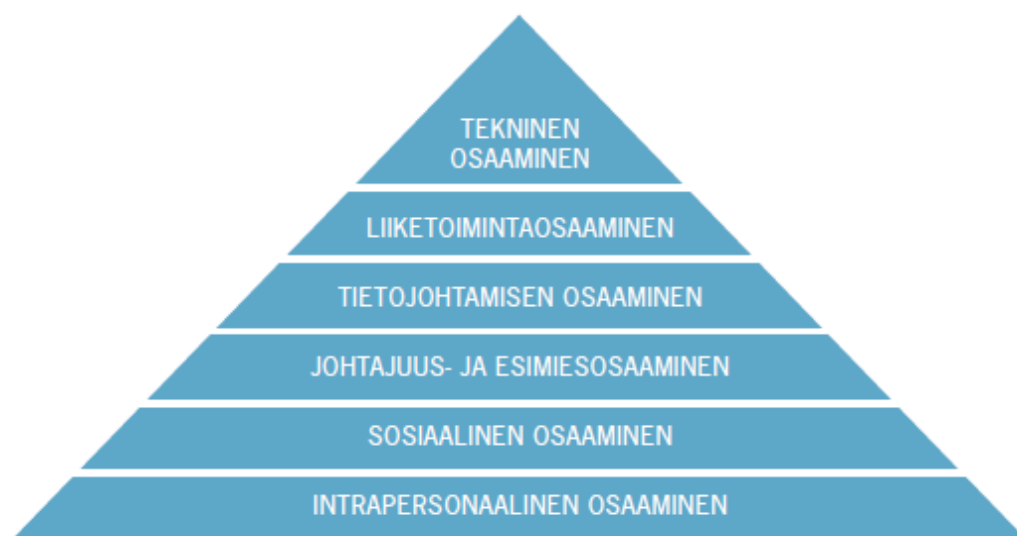 TEKNINEN
OSAAMINEN
LIIKETOIMINTAOSAAMINEN
TIETOJOHTAMISEN OSAAMINEN
JOHTAJUUS- JA ESIMIESOSAAMINEN
SOSIAALINEN OSAAMINEN
INTRAPERSONAALINEN OSAAMINEN